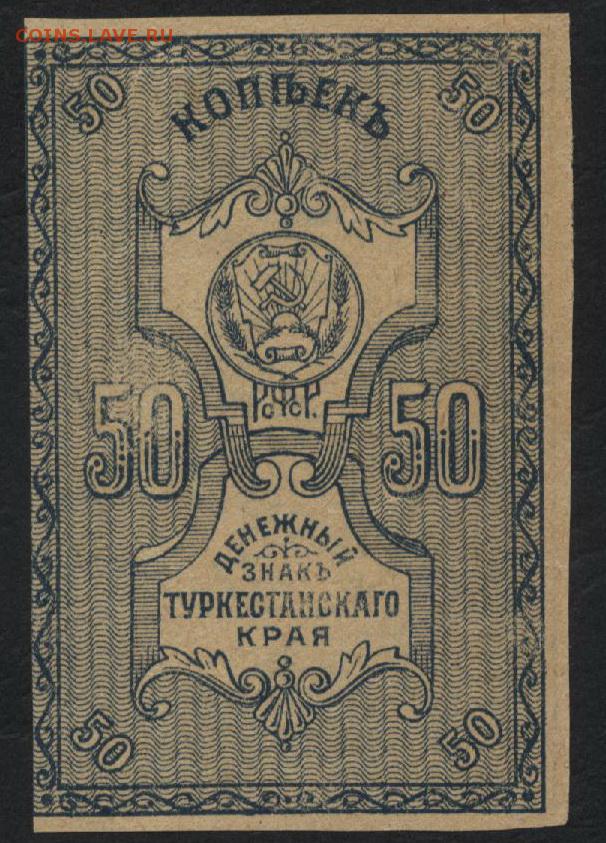 COINS.LAVE.RU
50 КОПѢЕКЪ 50
РСФСР.
50 50
ДЕНЕЖНЫЙ
ЗНАКЪ
ТУРКЕСТАНСКАГО
КРАЯ
50 50